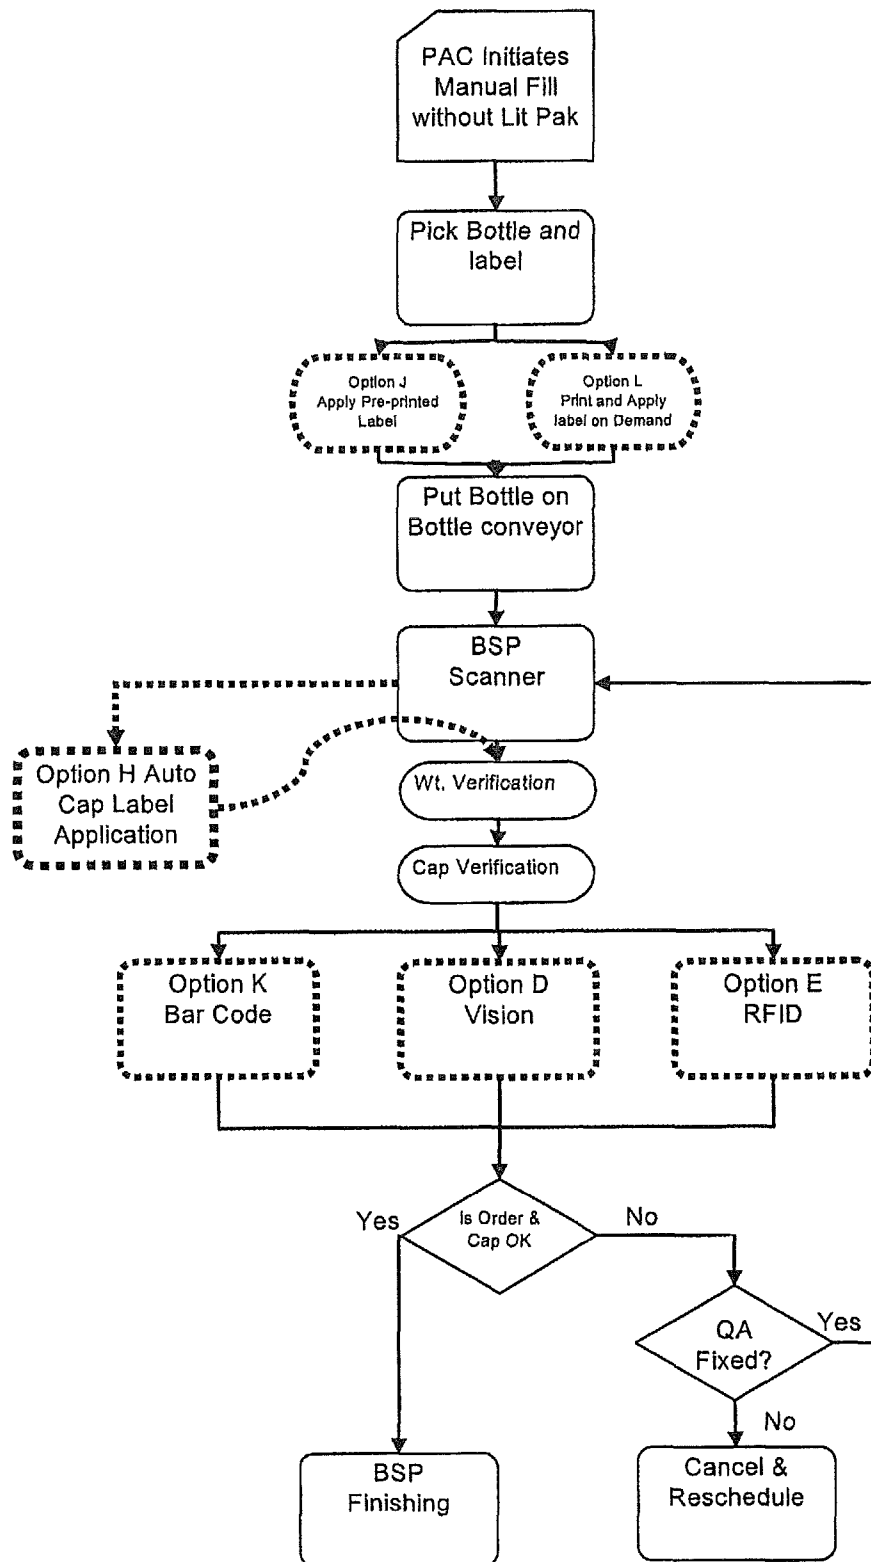 PAC Initiates
Manual Fill
without Lit Pak
Pick Bottle and
label
Option J
Apply Pre-printed
Label
Option L
Print and Apply
label on Demand
Put Bottle on
Bottle conveyor
BSP
Scanner
Option H Auto
Cap Label
Application
Wt. Verification
Cap Verification
Option K
Bar Code
Option D
Vision
Option E
RFID
Yes
Is Order &
Cap OK
No
QA
Fixed?
Yes
No
BSP
Finishing
Cancel &
Reschedule